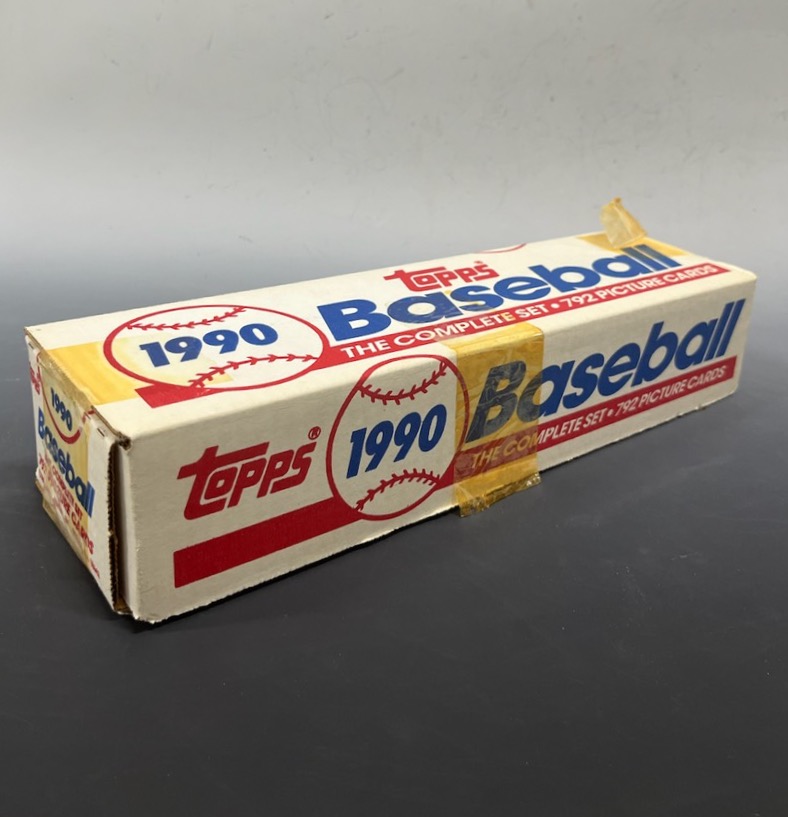 topps
1990 Baseball
THE COMPLETE SET • 792 PICTURE CARDS
topps® 1990 Baseball
THE COMPLETE SET • 792 PICTURE CARDS
1990
Baseball